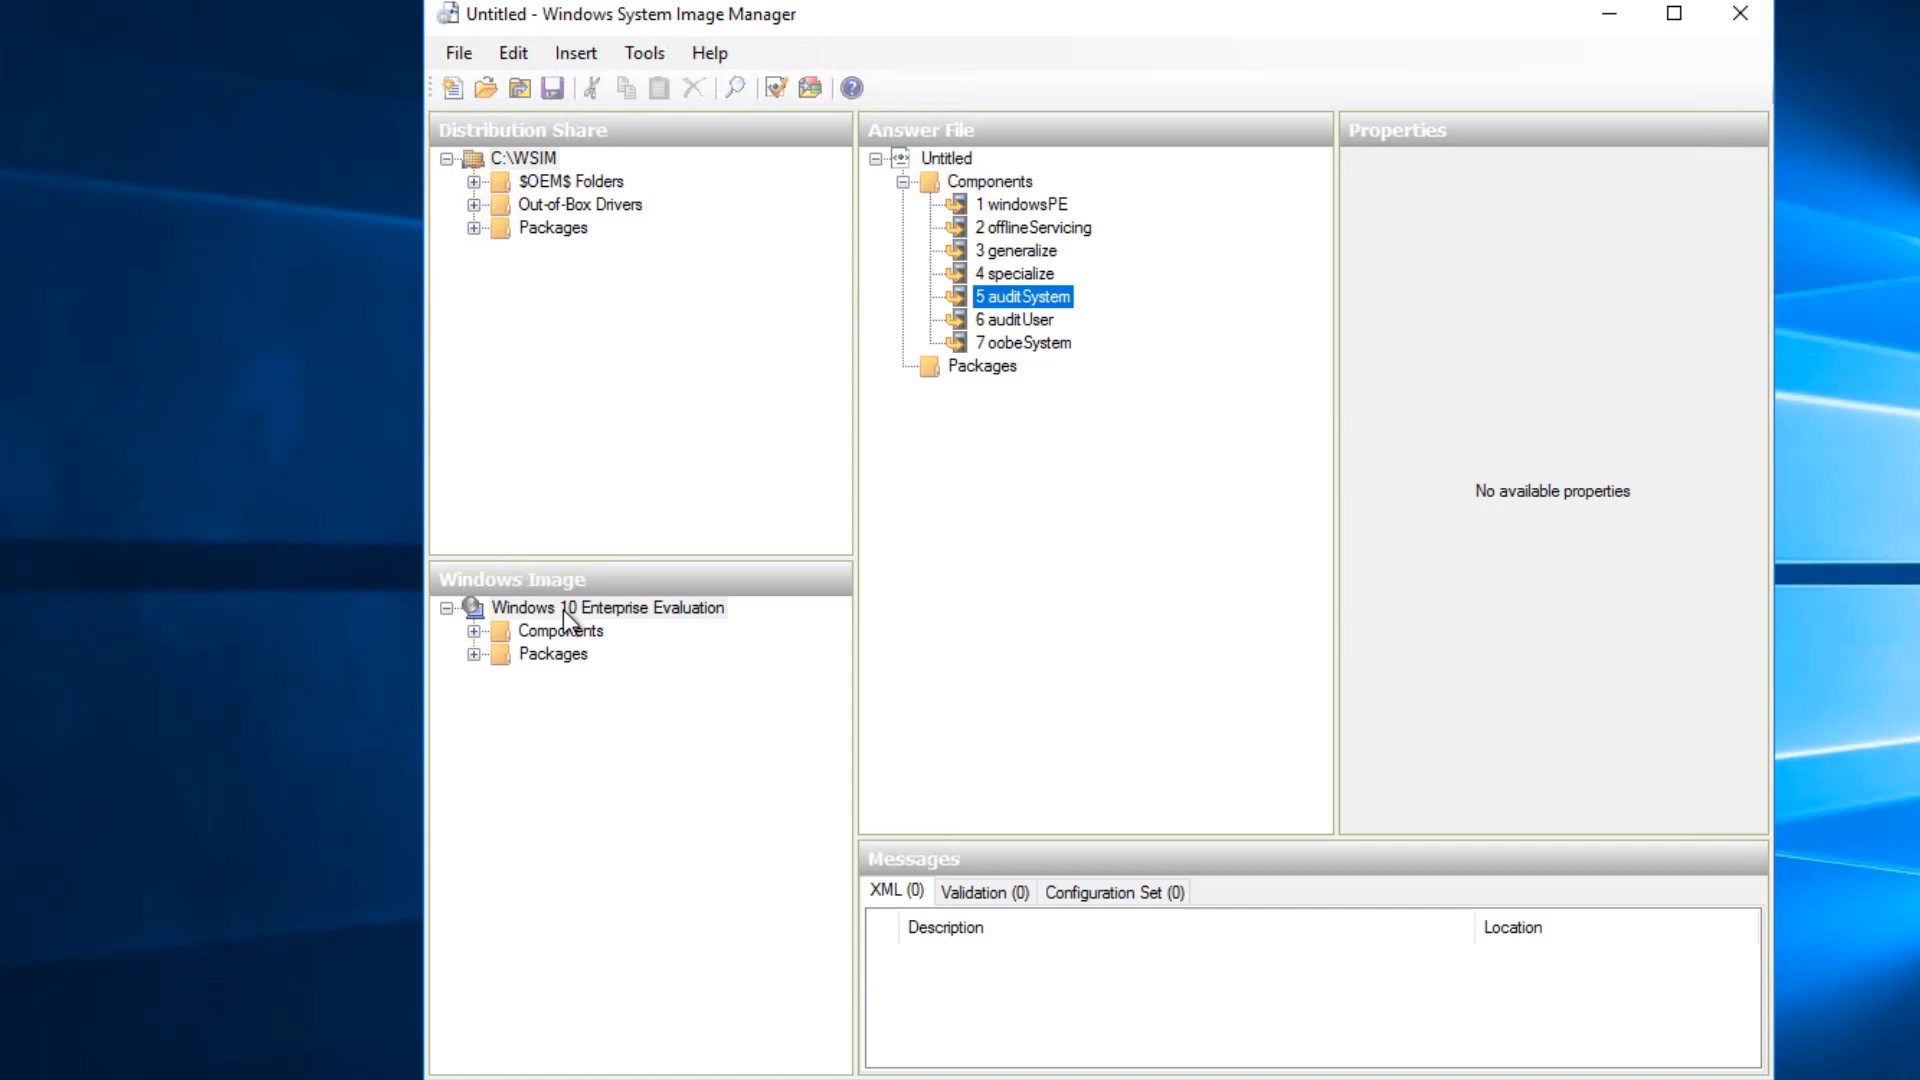 Untitled - Windows System Image Manager
File Edit Insert Tools Help
Distribution Share
C:\WSIM
$OEM$ Folders
Out-of-Box Drivers
Packages
Windows Image
Windows 10 Enterprise Evaluation
Components
Packages
Answer File
Untitled
Components
1 windowsPE
2 offlineServicing
3 generalize
4 specialize
5 auditSystem
6 auditUser
7 oobeSystem
Packages
Properties
No available properties
Messages
XML (0) Validation (0) Configuration Set (0)
Description Location